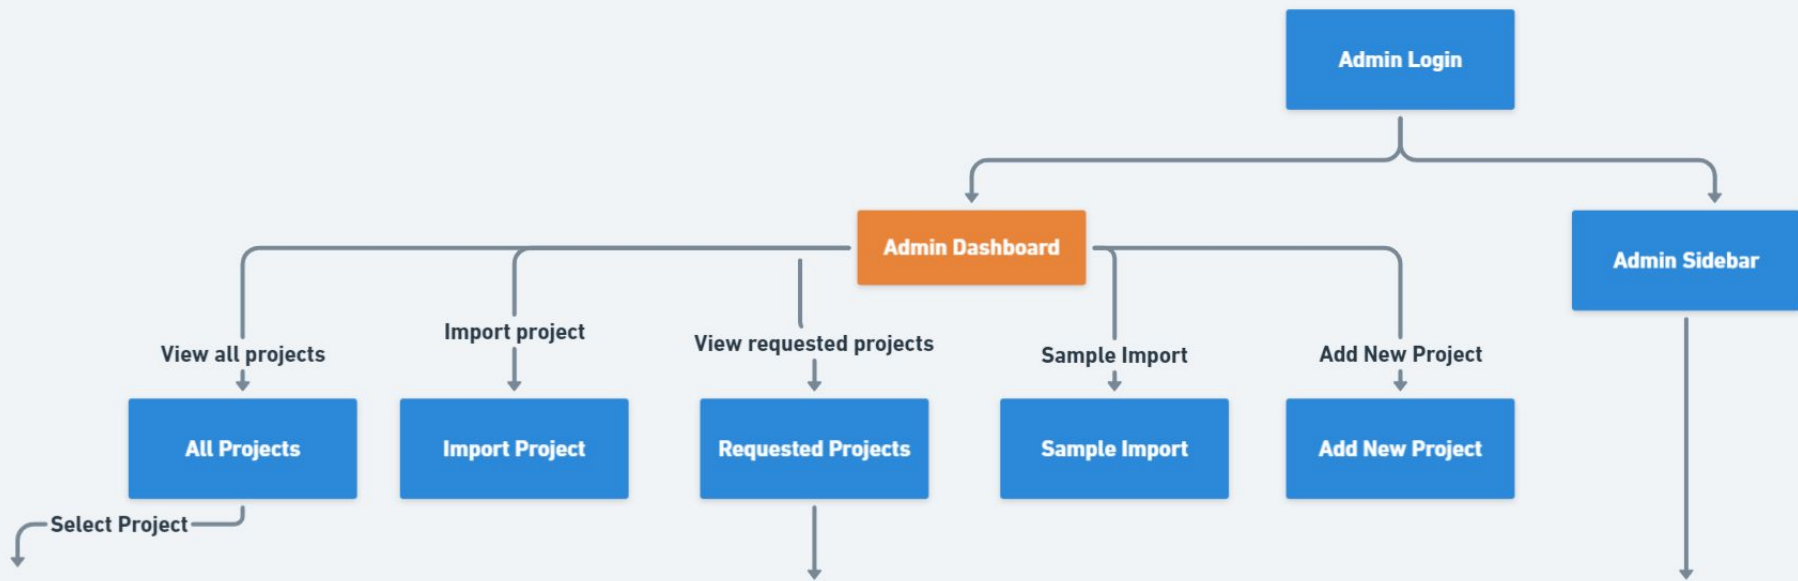 Admin Login
Admin Dashboard
Admin Sidebar
View all projects
Import project
View requested projects
Sample Import
Add New Project
All Projects
Import Project
Requested Projects
Sample Import
Add New Project
Select Project